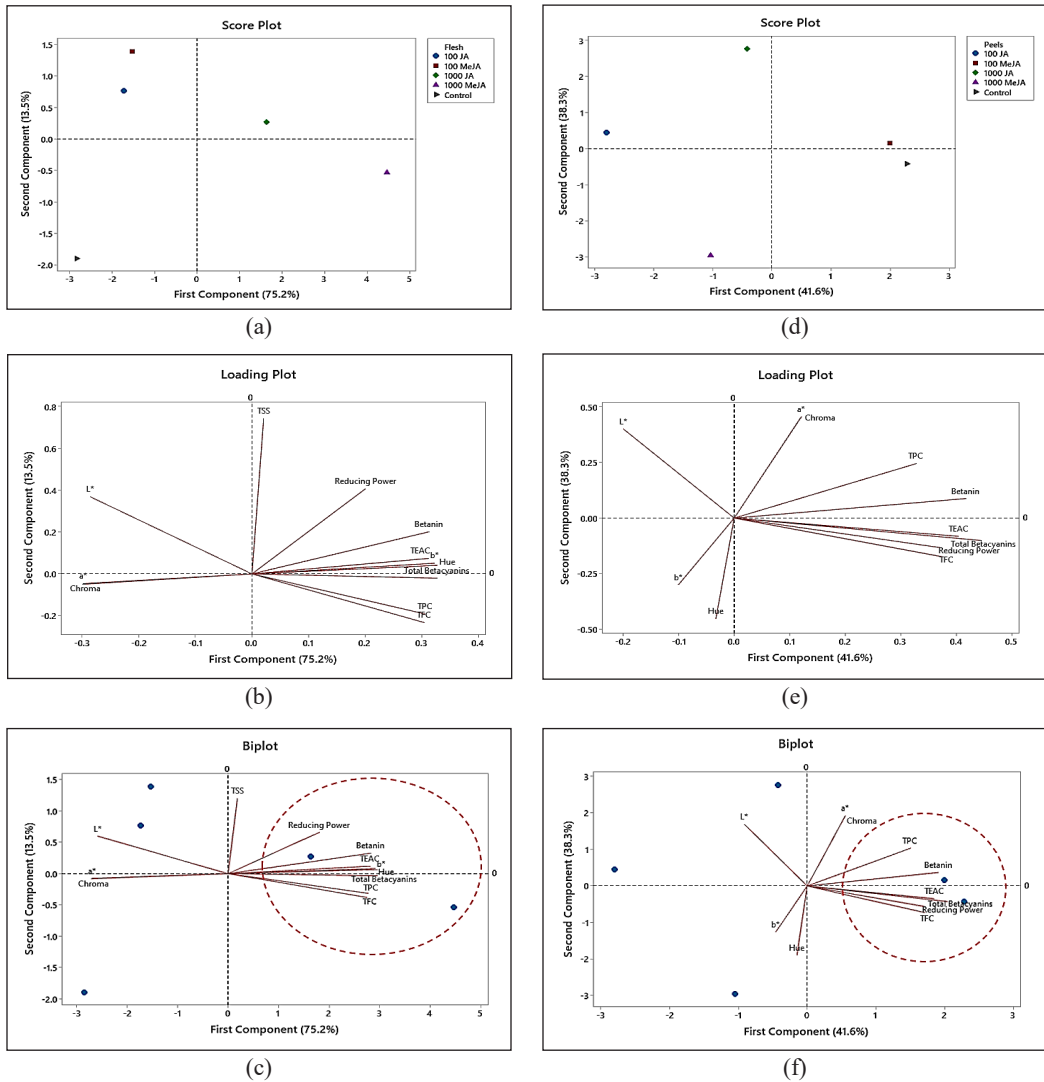 Score Plot
Second Component (13.5%)
1.5
1.0
0.5
0.0
-0.5
-1.0
-1.5
-2.0
-3 -2 -1 0 1 2 3 4 5
First Component (75.2%)
Flesh
100 JA
100 MeJA
1000 JA
1000 MeJA
Control
(a)
Score Plot
Second Component (38.3%)
3
2
1
0
-1
-2
-3
-3 -2 -1 0 1 2 3
First Component (41.6%)
Peels
100 JA
100 MeJA
1000 JA
1000 MeJA
Control
(d)
Loading Plot
0
Second Component (13.5%)
0.8
0.6
0.4
0.2
0.0
-0.2
TSS
L*
Reducing Power
Betanin
TEAC
b*
Hue
Total Betacyanins
0
a*
Chroma
TPC
TFC
-0.3 -0.2 -0.1 0.0 0.1 0.2 0.3 0.4
First Component (75.2%)
(b)
Loading Plot
0
Second Component (38.3%)
0.50
0.25
0.00
-0.25
-0.50
a*
Chroma
L*
TPC
Betanin
0
TEAC
Total Betacyanins
Reducing Power
TFC
b*
Hue
-0.2 -0.1 0.0 0.1 0.2 0.3 0.4 0.5
First Component (41.6%)
(e)
Biplot
0
Second Component (13.5%)
1.5
1.0
0.5
0.0
-0.5
-1.0
-1.5
-2.0
TSS
L*
Reducing Power
Betanin
TEAC
b*
Hue
0
a*
Chroma
Total Betacyanins
TPC
TFC
-3 -2 -1 0 1 2 3 4 5
First Component (75.2%)
(c)
Biplot
0
Second Component (38.3%)
3
2
1
0
-1
-2
-3
a*
Chroma
L*
TPC
Betanin
0
TEAC
Total Betacyanins
Reducing Power
TFC
b*
Hue
-3 -2 -1 0 1 2 3
First Component (41.6%)
(f)